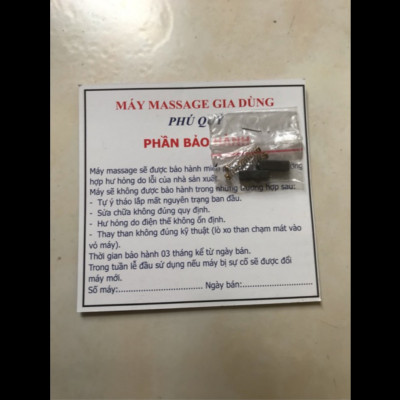 MÁY MASSAGE GIA DÙNG
PHÚ QUÝ
PHẦN BẢO HÀNH
Máy massage sẽ được bảo hành miễn
hợp hư hỏng do lỗi của nhà sản xuất.
Máy sẽ không được bảo hành trong những trường hợp sau:
- Tự ý tháo lắp mất nguyên trạng ban đầu.
- Sửa chữa không đúng quy định.
- Hư hỏng do điện thế không ổn định.
- Thay than không đúng kỹ thuật (lò xo than chạm mát vào
vỏ máy).
Thời gian bảo hành 03 tháng kể từ ngày bán.
Trong tuần lễ đầu sử dụng nếu máy bị sự cố sẽ được đổi
máy mới.
Số máy:................................ Ngày bán:....................